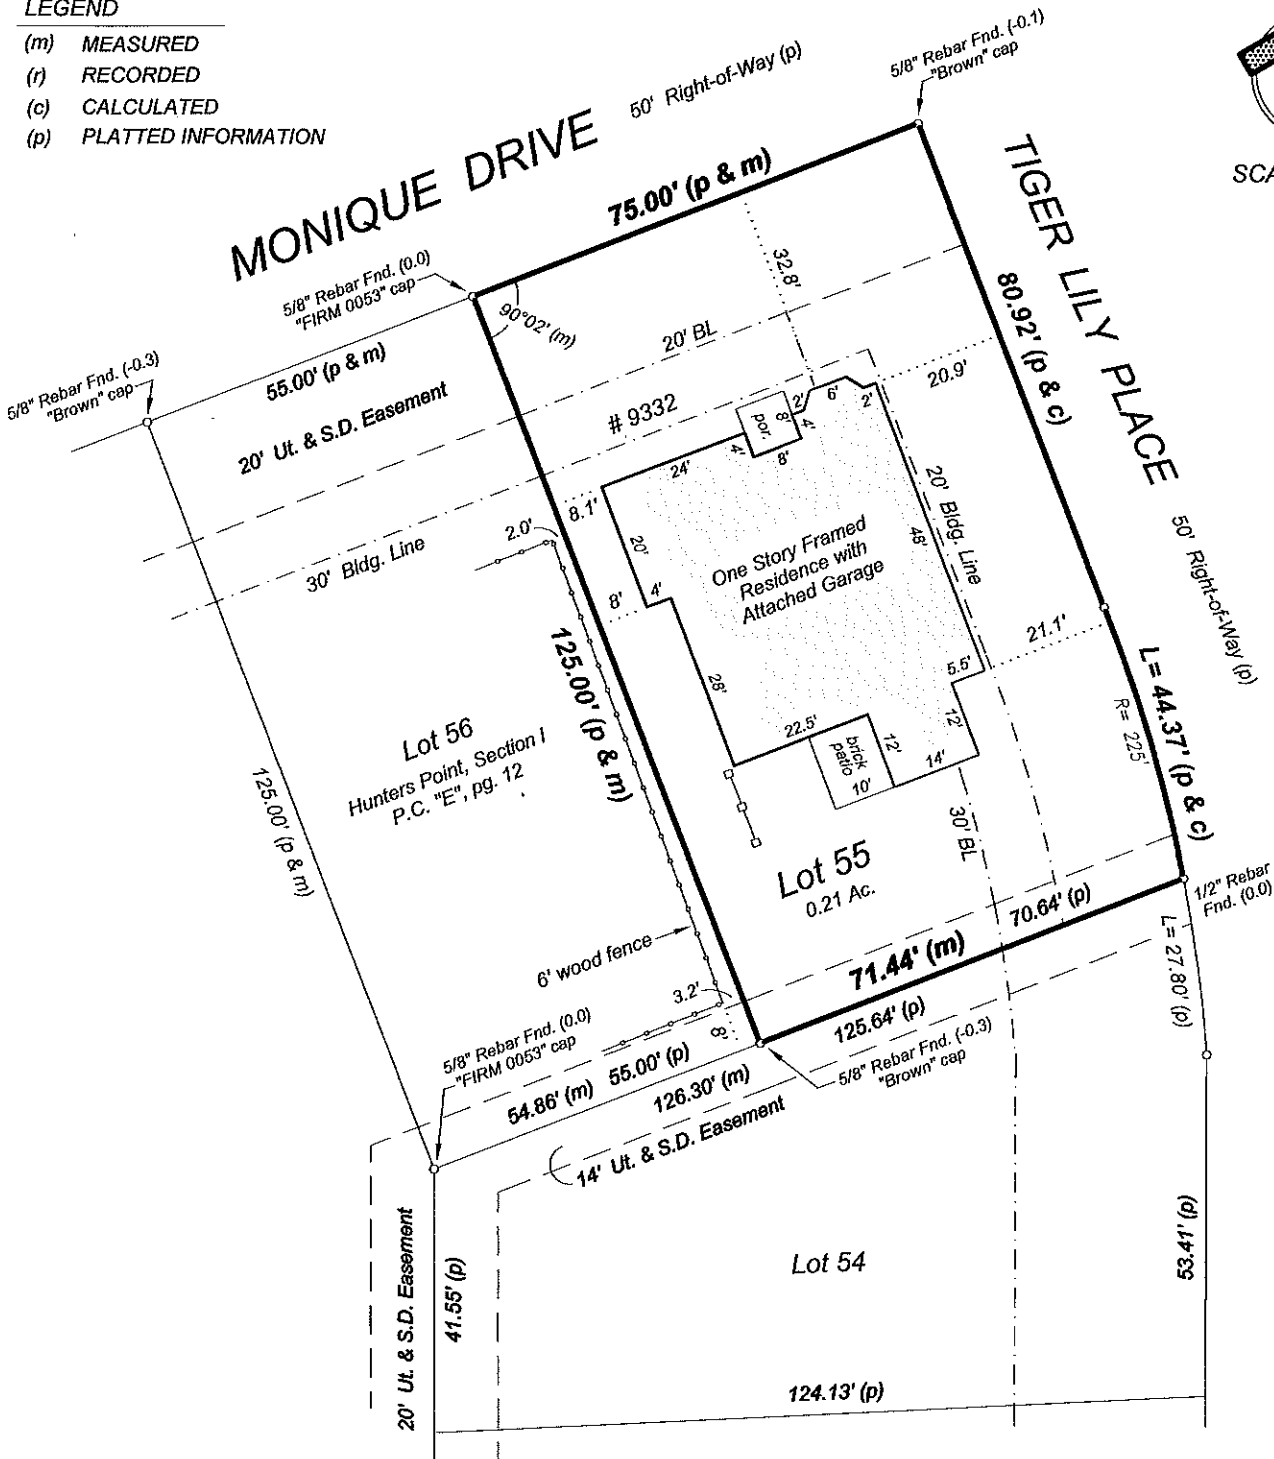 LEGEND
(m) MEASURED
(r) RECORDED
(c) CALCULATED
(p) PLATTED INFORMATION
MONIQUE DRIVE
50' Right-of-Way (p)
5/8" Rebar Fnd. (-0.1)
"Brown" cap
SCA
TIGER LILY PLACE
50' Right-of-Way (p)
75.00' (p & m)
5/8" Rebar Fnd. (0.0)
"FIRM 0053" cap
90°02' (m)
32.8'
80.92' (p & c)
5/8" Rebar Fnd. (-0.3)
"Brown" cap
55.00' (p & m)
20' Ut. & S.D. Easement
20' BL
# 9332
20.9'
por.
8'
2'
6'
2'
4'
4'
8'
24'
30' Bldg. Line
2.0'
8.1'
20'
8'
4'
One Story Framed
Residence with
Attached Garage
48'
20' Bldg. Line
21.1'
5.5'
12'
28'
22.5'
12'
brick
patio
10'
14'
125.00' (p & m)
L= 44.37' (p & c)
R= 225'
Lot 56
Hunters Point, Section I
P.C. "E", pg. 12
125.00' (p & m)
30' BL
Lot 55
0.21 Ac.
70.64' (p)
71.44' (m)
125.64' (p)
1/2" Rebar
Fnd. (0.0)
L= 27.80' (p)
6' wood fence
3.2'
8'
5/8" Rebar Fnd. (0.0)
"FIRM 0053" cap
54.86' (m)
55.00' (p)
126.30' (m)
5/8" Rebar Fnd. (-0.3)
"Brown" cap
14' Ut. & S.D. Easement
20' Ut. & S.D. Easement
41.55' (p)
Lot 54
53.41' (p)
124.13' (p)